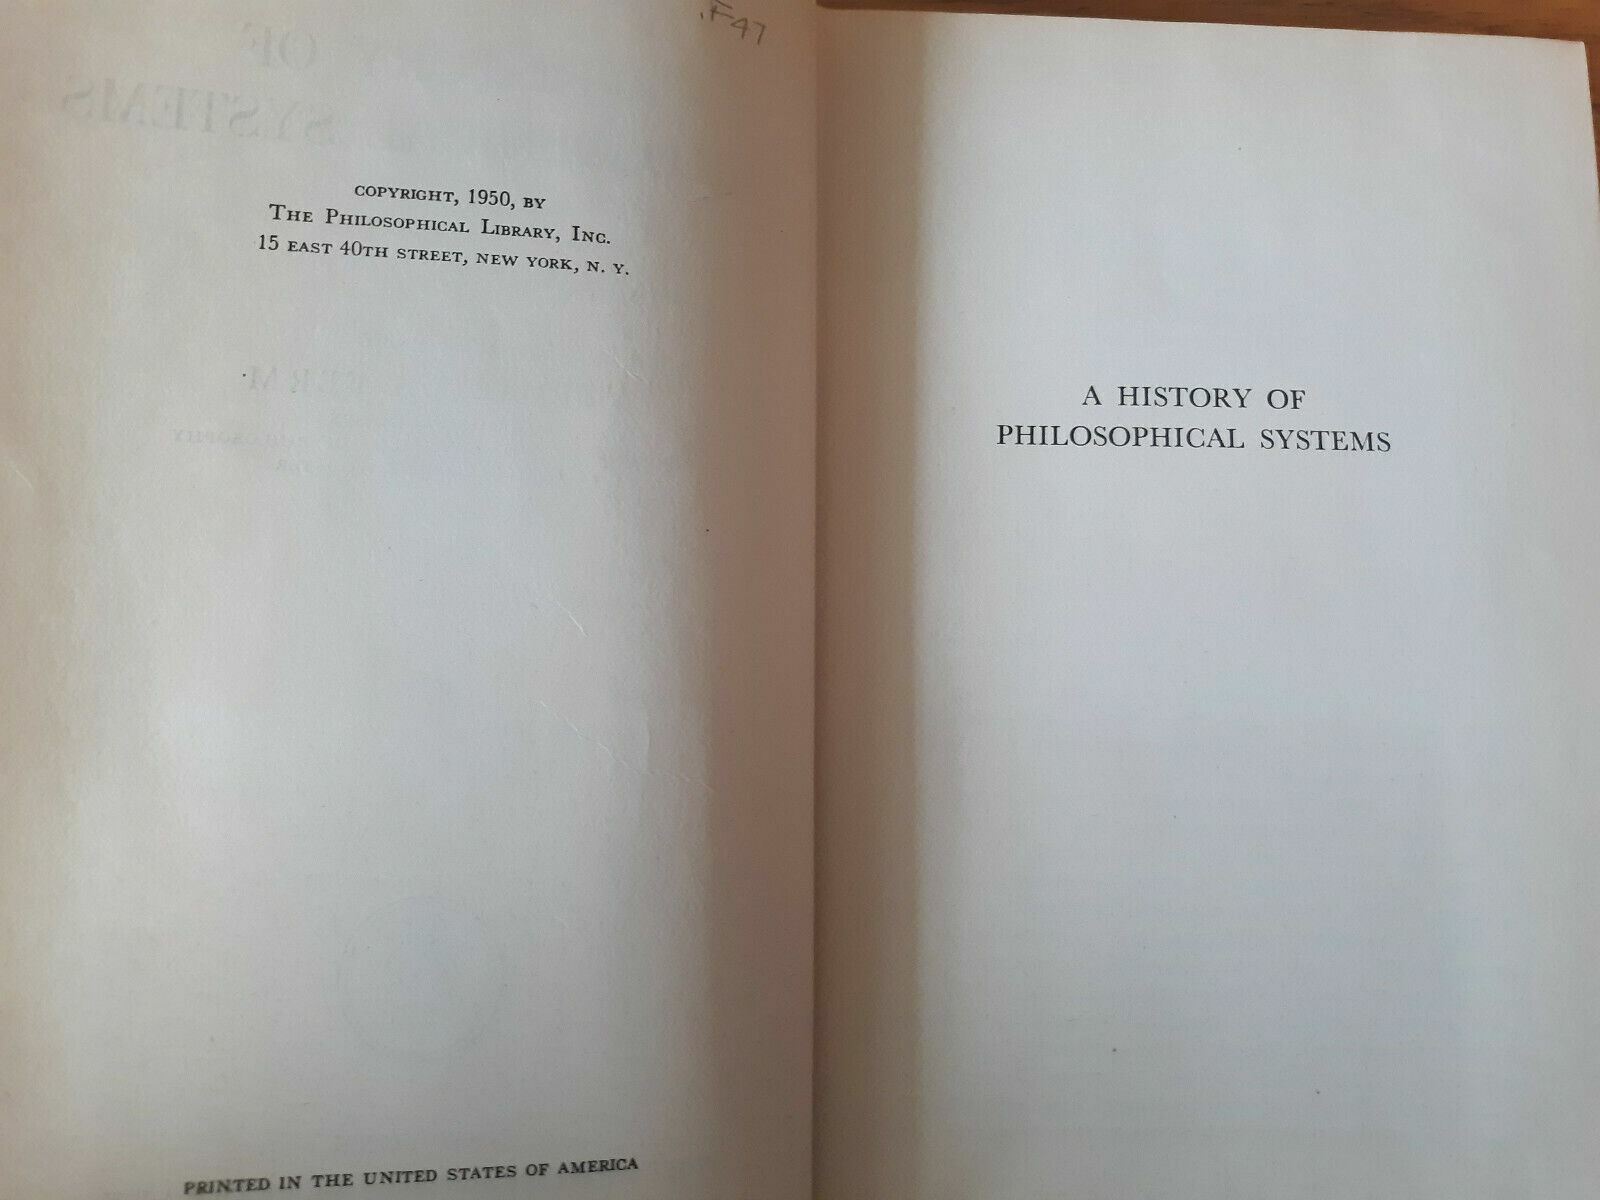 .F47
COPYRIGHT, 1950, BY
THE PHILOSOPHICAL LIBRARY, INC.
15 EAST 40TH STREET, NEW YORK, N. Y.
PRINTED IN THE UNITED STATES OF AMERICA
A HISTORY OF
PHILOSOPHICAL SYSTEMS